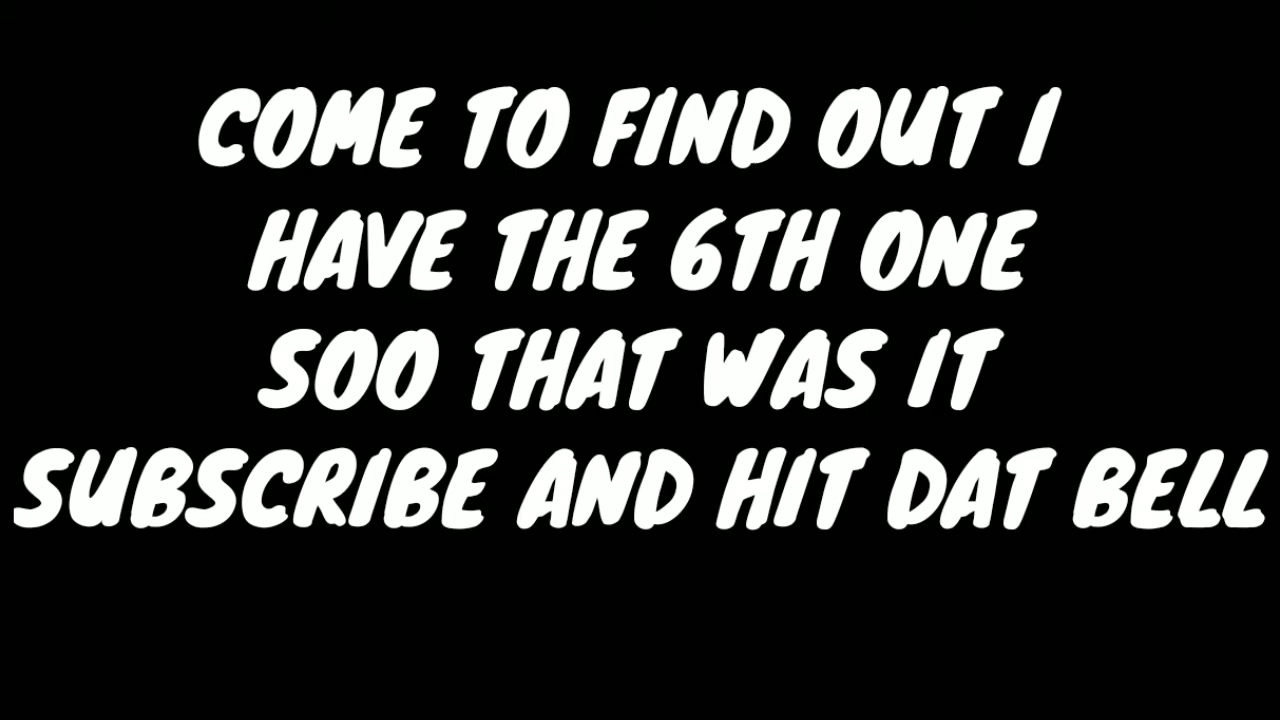 COME TO FIND OUT I
HAVE THE 6TH ONE
SOO THAT WAS IT
SUBSCRIBE AND HIT DAT BELL